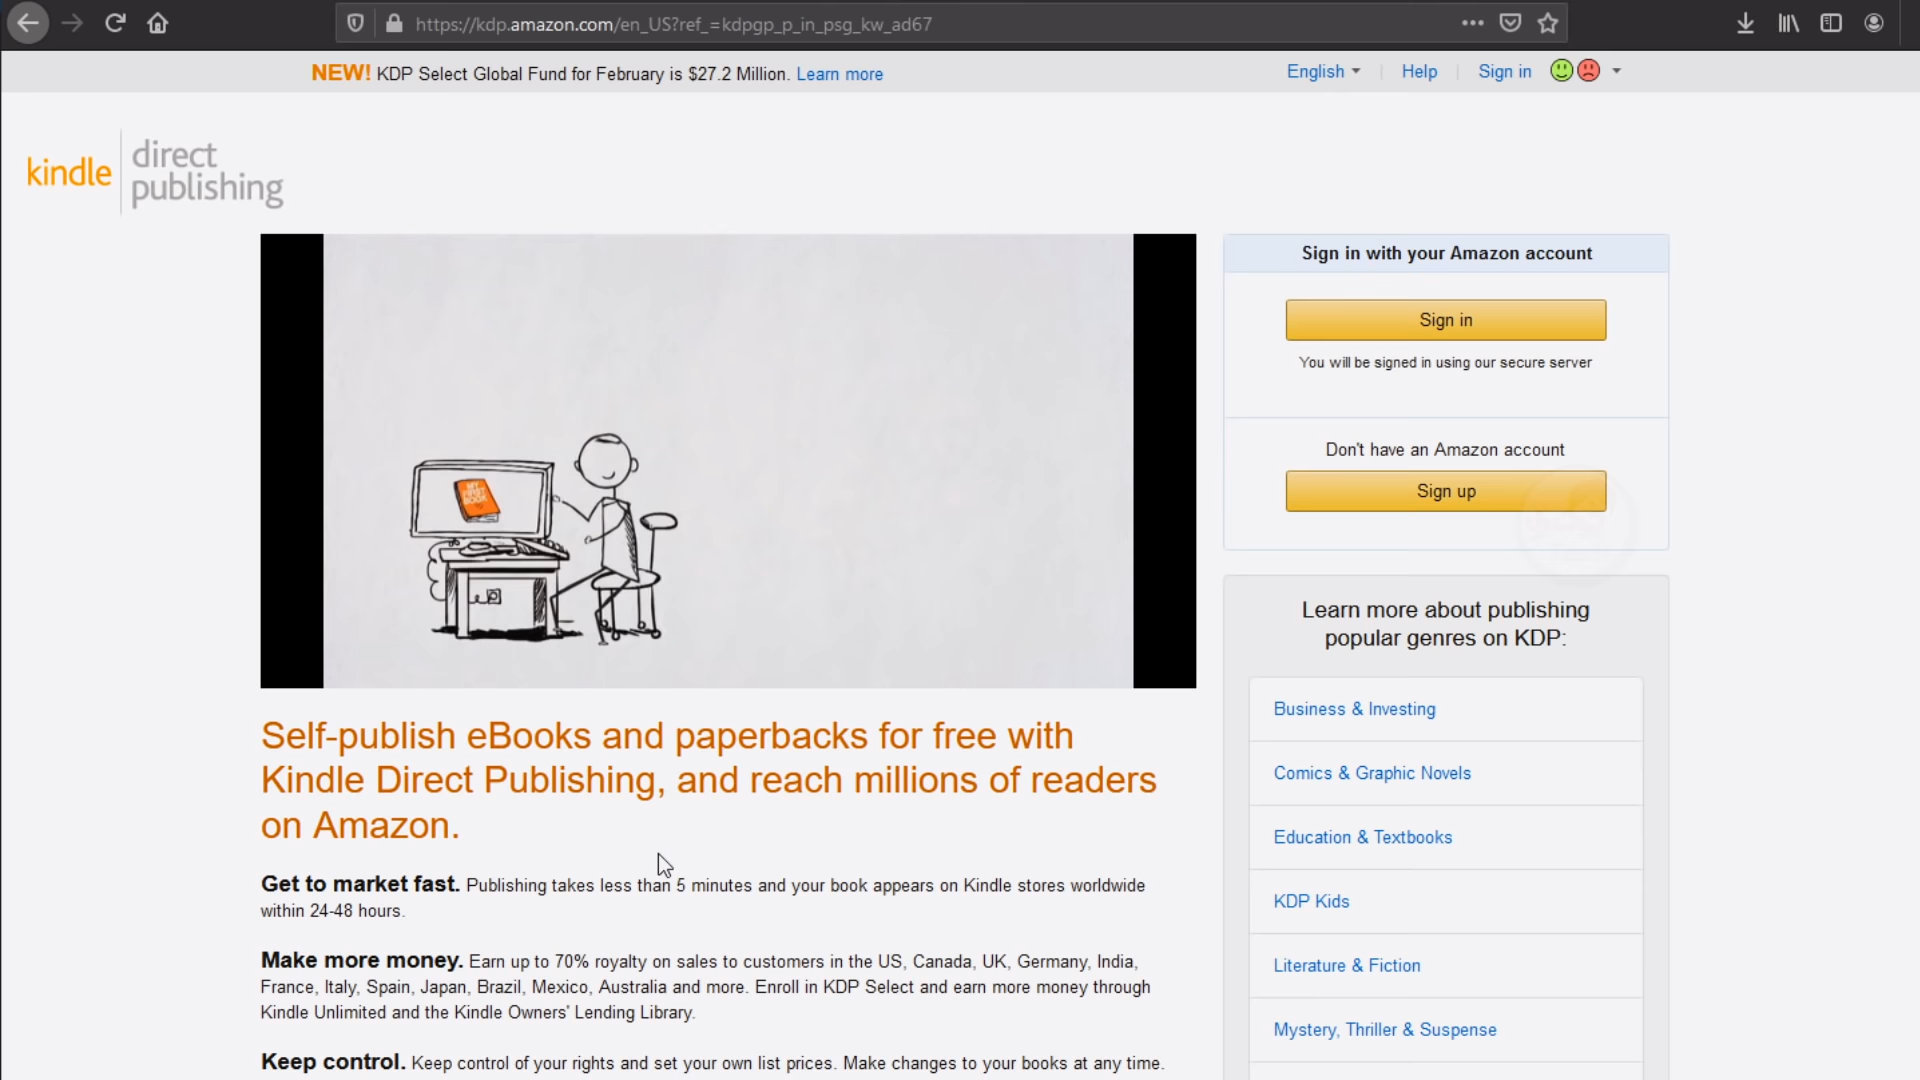 https://kdp.amazon.com/en_US?ref_=kdpgp_p_in_psg_kw_ad67
NEW! KDP Select Global Fund for February is $27.2 Million. Learn more
English
Help
Sign in
kindle
direct
publishing
MY
FIRST
BOOK
Sign in with your Amazon account
Sign in
You will be signed in using our secure server
Don't have an Amazon account
Sign up
Self-publish eBooks and paperbacks for free with
Kindle Direct Publishing, and reach millions of readers
on Amazon.
Get to market fast. Publishing takes less than 5 minutes and your book appears on Kindle stores worldwide
within 24-48 hours.
Make more money. Earn up to 70% royalty on sales to customers in the US, Canada, UK, Germany, India,
France, Italy, Spain, Japan, Brazil, Mexico, Australia and more. Enroll in KDP Select and earn more money through
Kindle Unlimited and the Kindle Owners' Lending Library.
Keep control. Keep control of your rights and set your own list prices. Make changes to your books at any time.
Learn more about publishing
popular genres on KDP:
Business & Investing
Comics & Graphic Novels
Education & Textbooks
KDP Kids
Literature & Fiction
Mystery, Thriller & Suspense